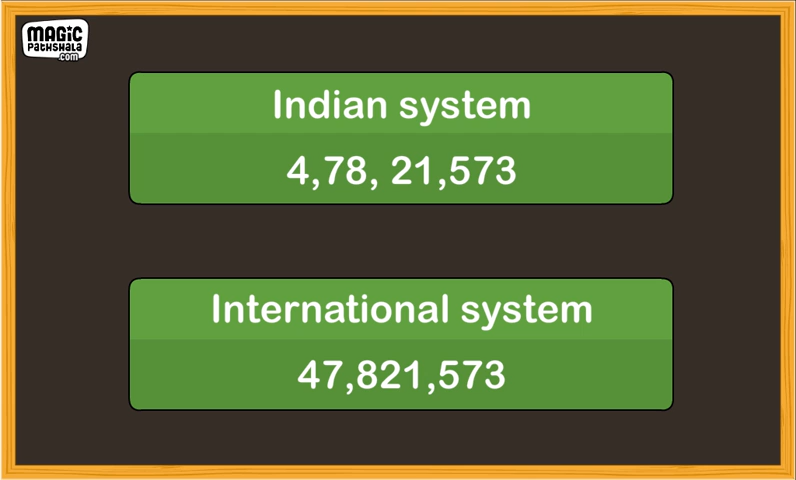 MAGIC
PATHSHALA
.com
Indian system
4,78, 21,573
International system
47,821,573